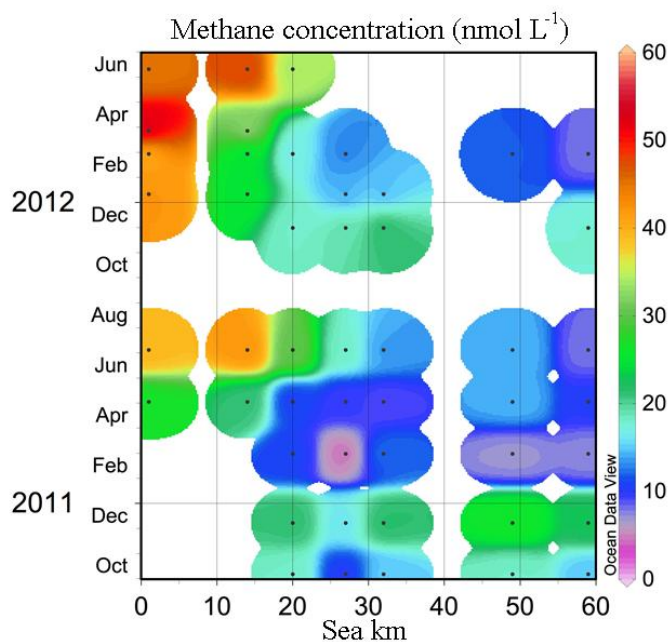 Methane concentration (nmol L⁻¹)
Jun
Apr
Feb
2012
Dec
Oct
Aug
Jun
Apr
Feb
2011
Dec
Oct
0 10 20 30 40 50 60
Sea km
60
50
40
30
20
10
0
Ocean Data View